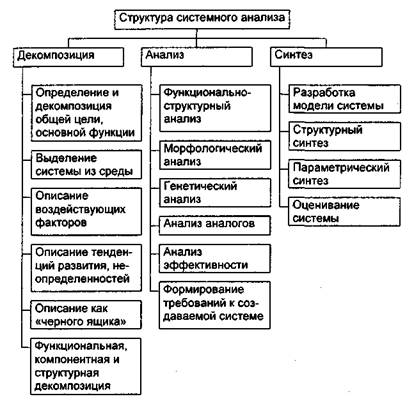 Структура системного анализа
Декомпозиция
Анализ
Синтез
Определение и
декомпозиция
общей цели,
основной функции
Выделение
системы из среды
Описание
воздействующих
факторов
Описание тенден-
ций развития, не-
определенностей
Описание как
«черного ящика»
Функциональная,
компонентная и
структурная
декомпозиция
Функционально-
структурный
анализ
Морфологический
анализ
Генетический
анализ
Анализ аналогов
Анализ
эффективности
Формирование
требований к соз-
даваемой системе
Разработка
модели системы
Структурный
синтез
Параметрический
синтез
Оценивание
системы